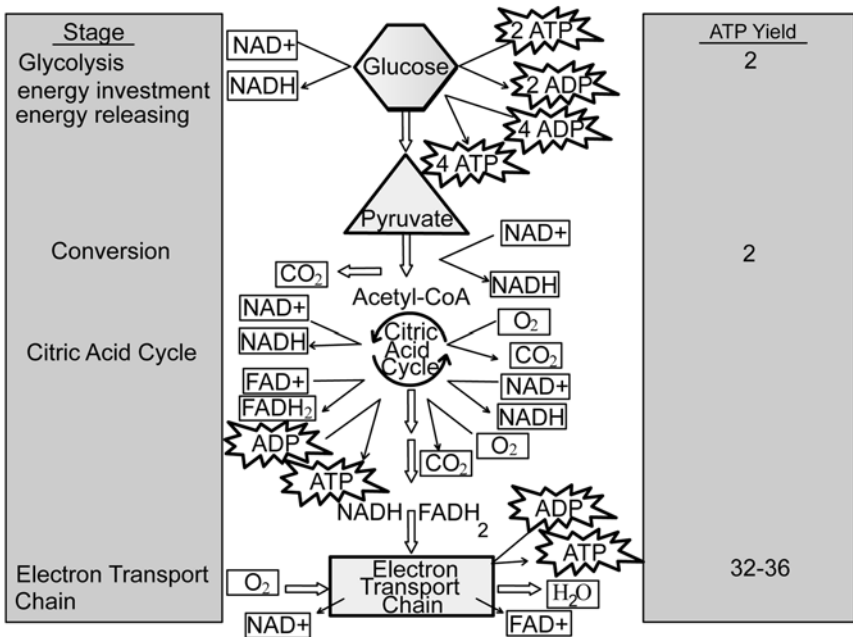 Stage
Glycolysis
energy investment
energy releasing
Conversion
Citric Acid Cycle
Electron Transport
Chain
NAD+
NADH
Glucose
2 ATP
2 ADP
4 ADP
4 ATP
Pyruvate
NAD+
NADH
CO2
Acetyl-CoA
NAD+
NADH
Citric
Acid
Cycle
O2
CO2
FAD+
FADH2
NAD+
NADH
ADP
ATP
CO2
O2
NADH FADH2
ADP
ATP
O2
Electron
Transport
Chain
H2O
NAD+
FAD+
ATP Yield
2
2
32-36